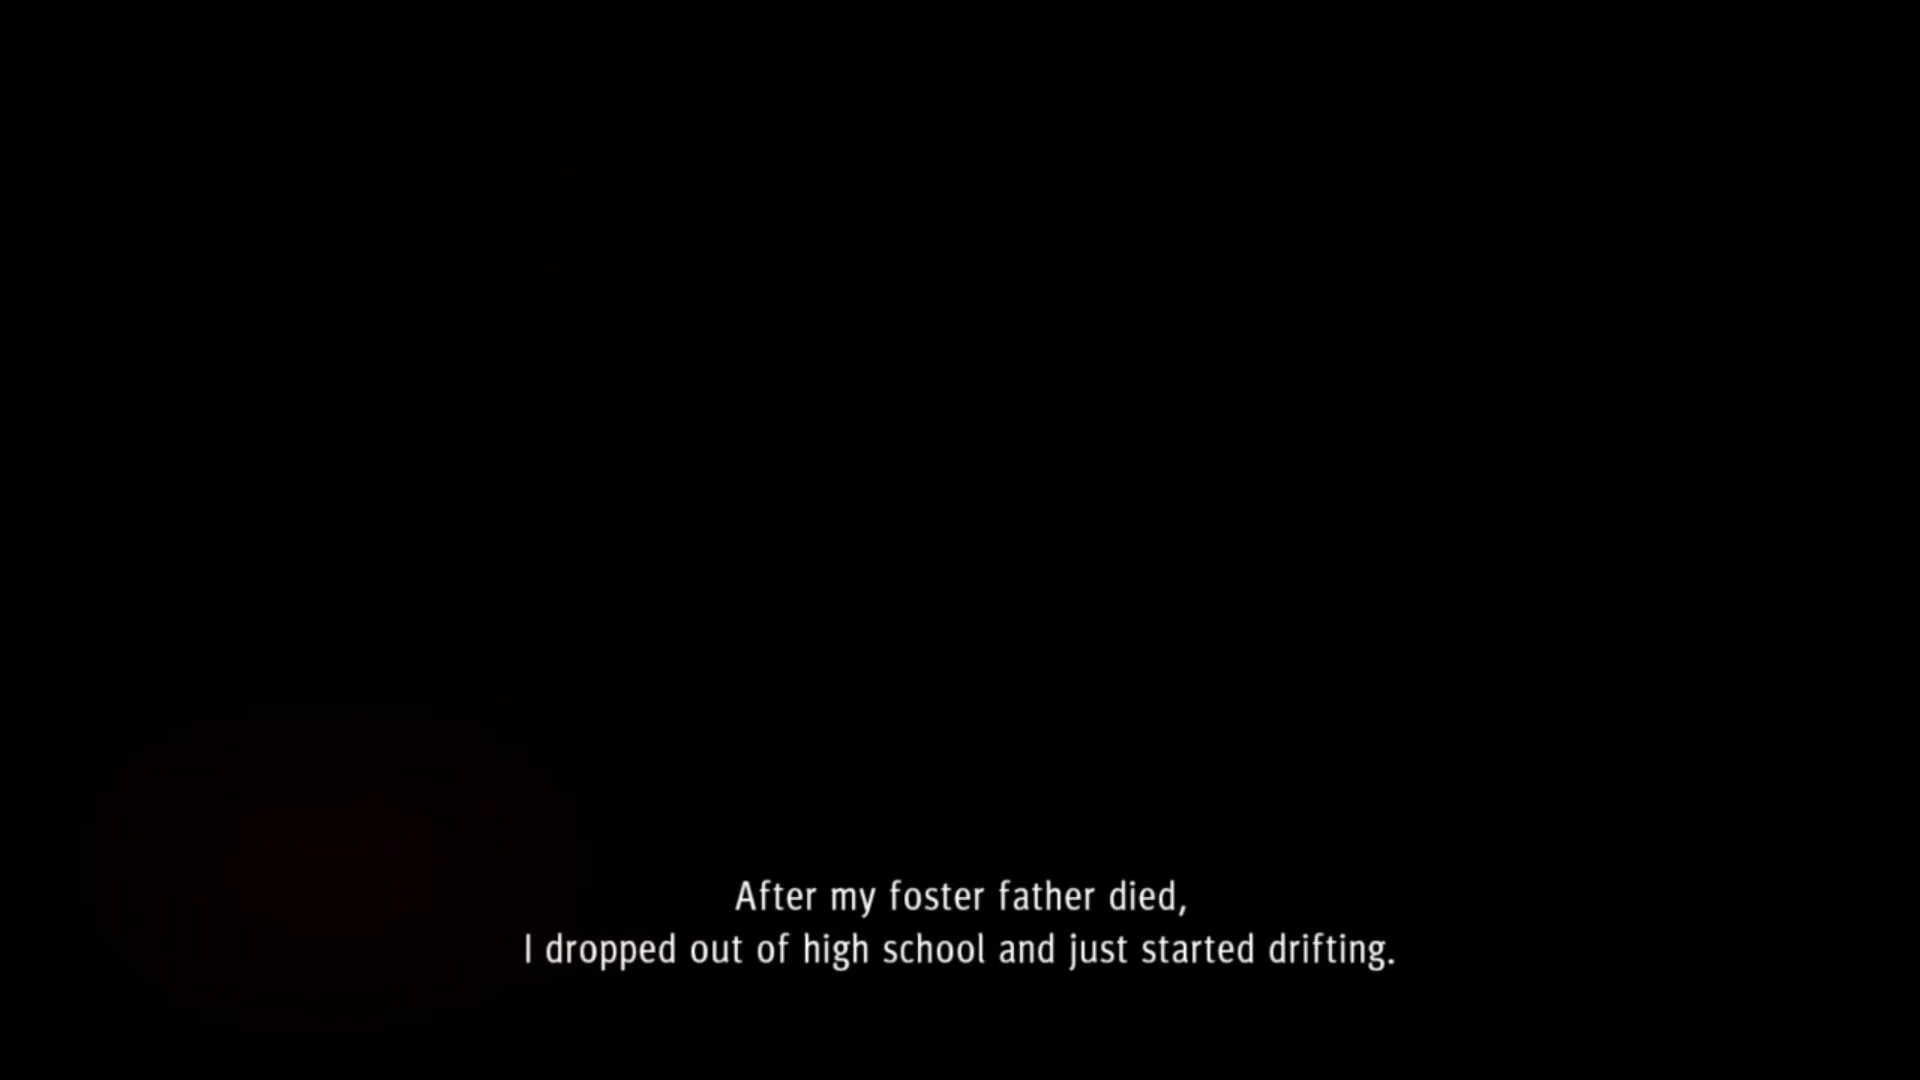 After my foster father died,
I dropped out of high school and just started drifting.